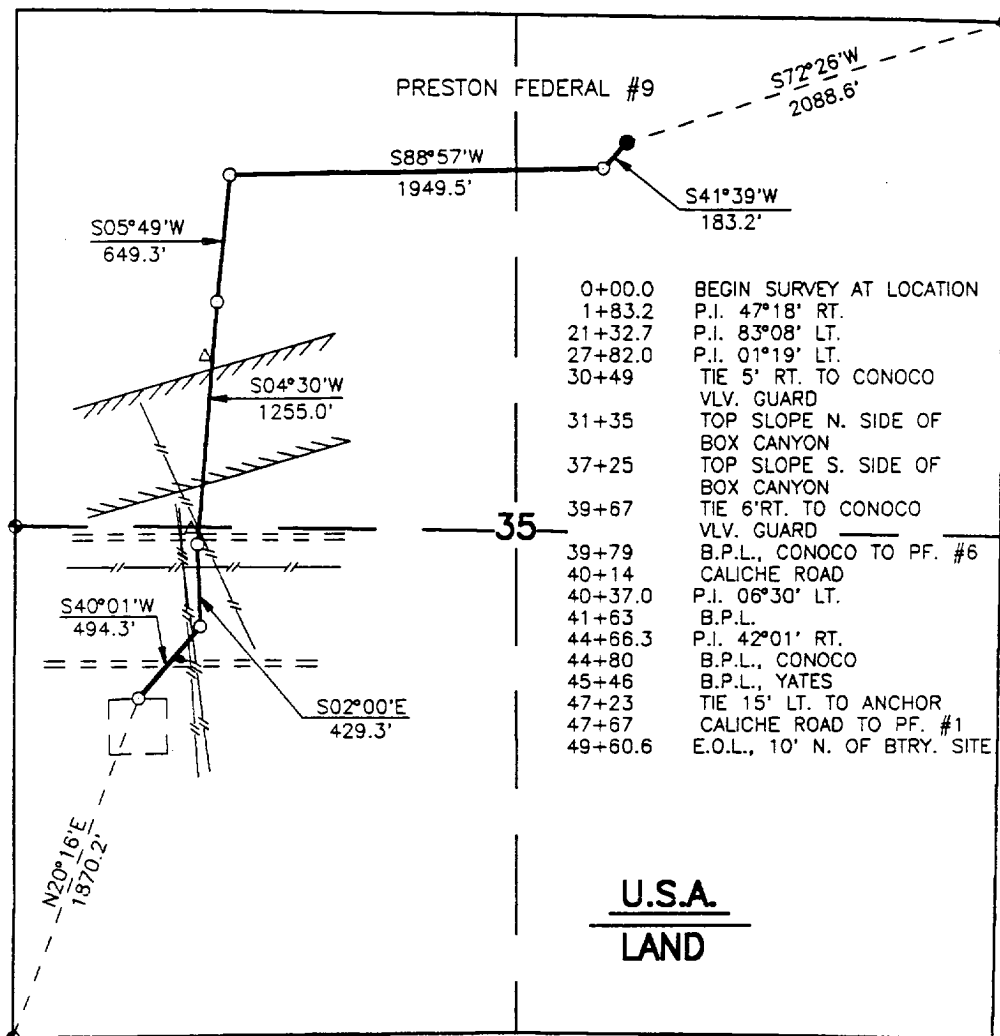 PRESTON FEDERAL #9
S72°26'W
2088.6'
S88°57'W
1949.5'
S41°39'W
183.2'
S05°49'W
649.3'
0+00.0 BEGIN SURVEY AT LOCATION
1+83.2 P.I. 47°18' RT.
21+32.7 P.I. 83°08' LT.
27+82.0 P.I. 01°19' LT.
30+49 TIE 5' RT. TO CONOCO
VLV. GUARD
31+35 TOP SLOPE N. SIDE OF
BOX CANYON
37+25 TOP SLOPE S. SIDE OF
BOX CANYON
39+67 TIE 6'RT. TO CONOCO
VLV. GUARD
39+79 B.P.L., CONOCO TO PF. #6
40+14 CALICHE ROAD
40+37.0 P.I. 06°30' LT.
41+63 B.P.L.
44+66.3 P.I. 42°01' RT.
44+80 B.P.L., CONOCO
45+46 B.P.L., YATES
47+23 TIE 15' LT. TO ANCHOR
47+67 CALICHE ROAD TO PF. #1
49+60.6 E.O.L., 10' N. OF BTRY. SITE
S04°30'W
1255.0'
35
S40°01'W
494.3'
S02°00'E
429.3'
N20°16'E
1870.2'
U.S.A.
LAND